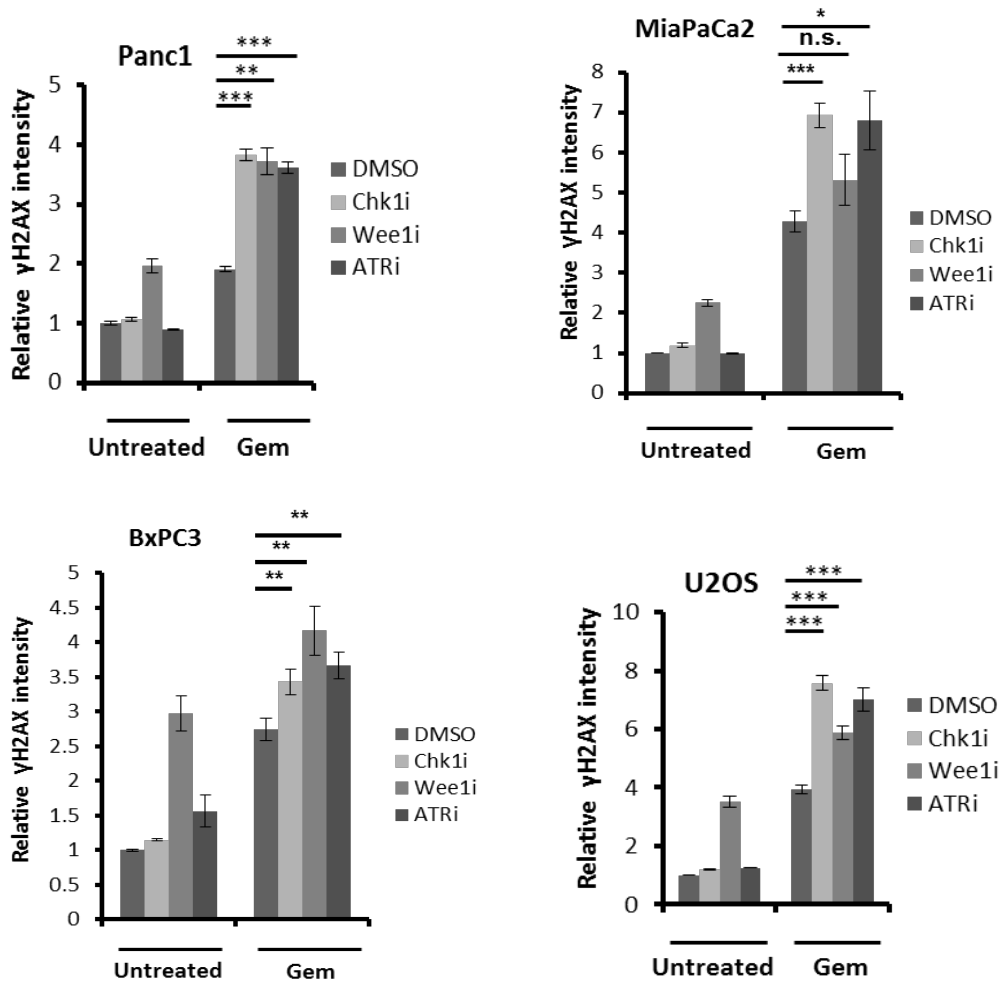 Panc1
***
**
***
Relative γH2AX intensity
5
4
3
2
1
0
DMSO
Chk1i
Wee1i
ATRi
Untreated
Gem
MiaPaCa2
*
n.s.
***
Relative γH2AX intensity
8
7
6
5
4
3
2
1
0
DMSO
Chk1i
Wee1i
ATRi
Untreated
Gem
BxPC3
**
**
**
Relative γH2AX intensity
5
4.5
4
3.5
3
2.5
2
1.5
1
0.5
0
DMSO
Chk1i
Wee1i
ATRi
Untreated
Gem
U2OS
***
***
***
Relative γH2AX intensity
10
8
6
4
2
0
DMSO
Chk1i
Wee1i
ATRi
Untreated
Gem